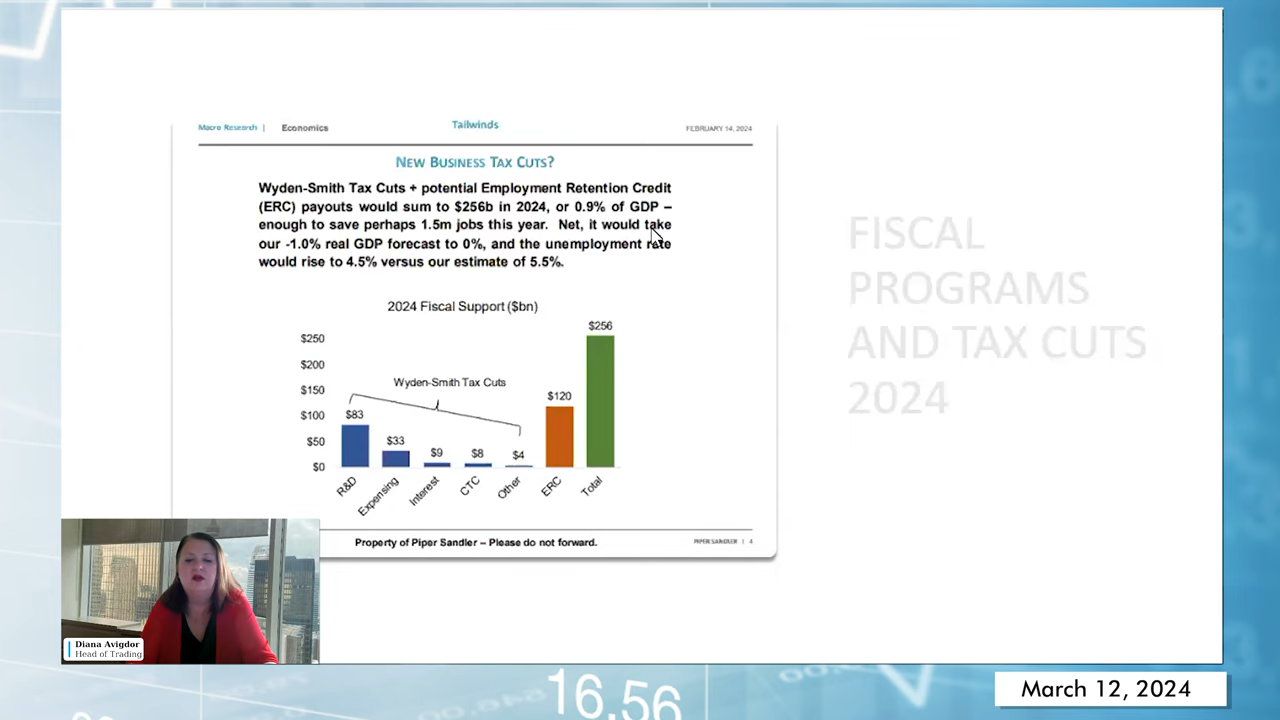 Macro Research |
Economics
Tailwinds
FEBRUARY 14, 2024
NEW BUSINESS TAX CUTS?
Wyden-Smith Tax Cuts + potential Employment Retention Credit
(ERC) payouts would sum to $256b in 2024, or 0.9% of GDP –
enough to save perhaps 1.5m jobs this year. Net, it would take
our -1.0% real GDP forecast to 0%, and the unemployment rate
would rise to 4.5% versus our estimate of 5.5%.
2024 Fiscal Support ($bn)
$250
$200
$150
$100
$50
$0
Wyden-Smith Tax Cuts
$83
$33
$9
$8
$4
$120
$256
R&D
Expensing
Interest
CTC
Other
ERC
Total
Property of Piper Sandler – Please do not forward.
PIPER SANDLER | 4
FISCAL
PROGRAMS
AND TAX CUTS
2024
Diana Avigdor
Head of Trading
March 12, 2024
16.56